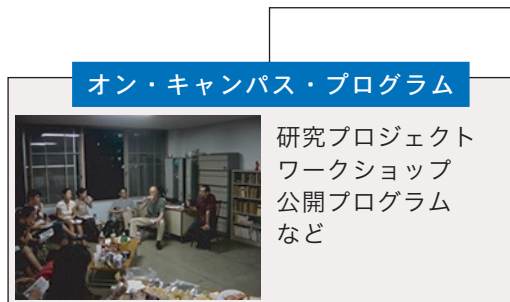 オン・キャンパス・プログラム
研究プロジェクト
ワークショップ
公開プログラム
など